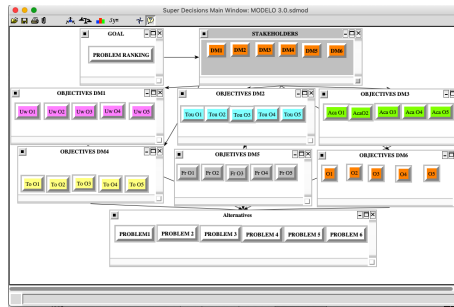 Super Decisions Main Window: MODELO 3.0.sdmod
GOAL
PROBLEM RANKING
STAKEHOLDERS
DM1 DM2 DM3 DM4 DM5 DM6
OBJECTIVES DM1
Uw O1 Uw O2 Uw O3 Uw O4 Uw O5
OBJECTIVES DM2
Tou O1 Tou O2 Tou O3 Tou O4 Tou O5
OBJECTIVES DM3
Aca O1 AcaO2 Aca O3 Aca O4 Aca O5
OBJECTIVES DM4
To O1 To O2 To O3 To O4 To O5
OBJECTIVES DM5
Fr O1 Fr O2 Fr O3 Fr O4 Fr O5
OBJECTIVES DM6
O1 O2 O3 O4 O5
Alternatives
PROBLEM1 PROBLEM 2 PROBLEM 3 PROBLEM 4 PROBLEM 5 PROBLEM 6